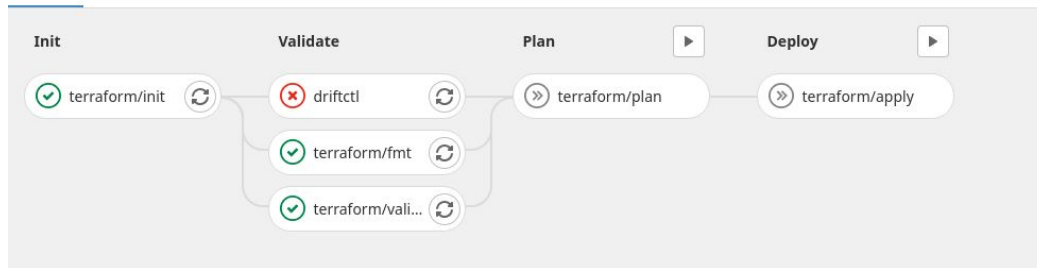 Init
Validate
Plan
Deploy
terraform/init
driftctl
terraform/plan
terraform/apply
terraform/fmt
terraform/vali...